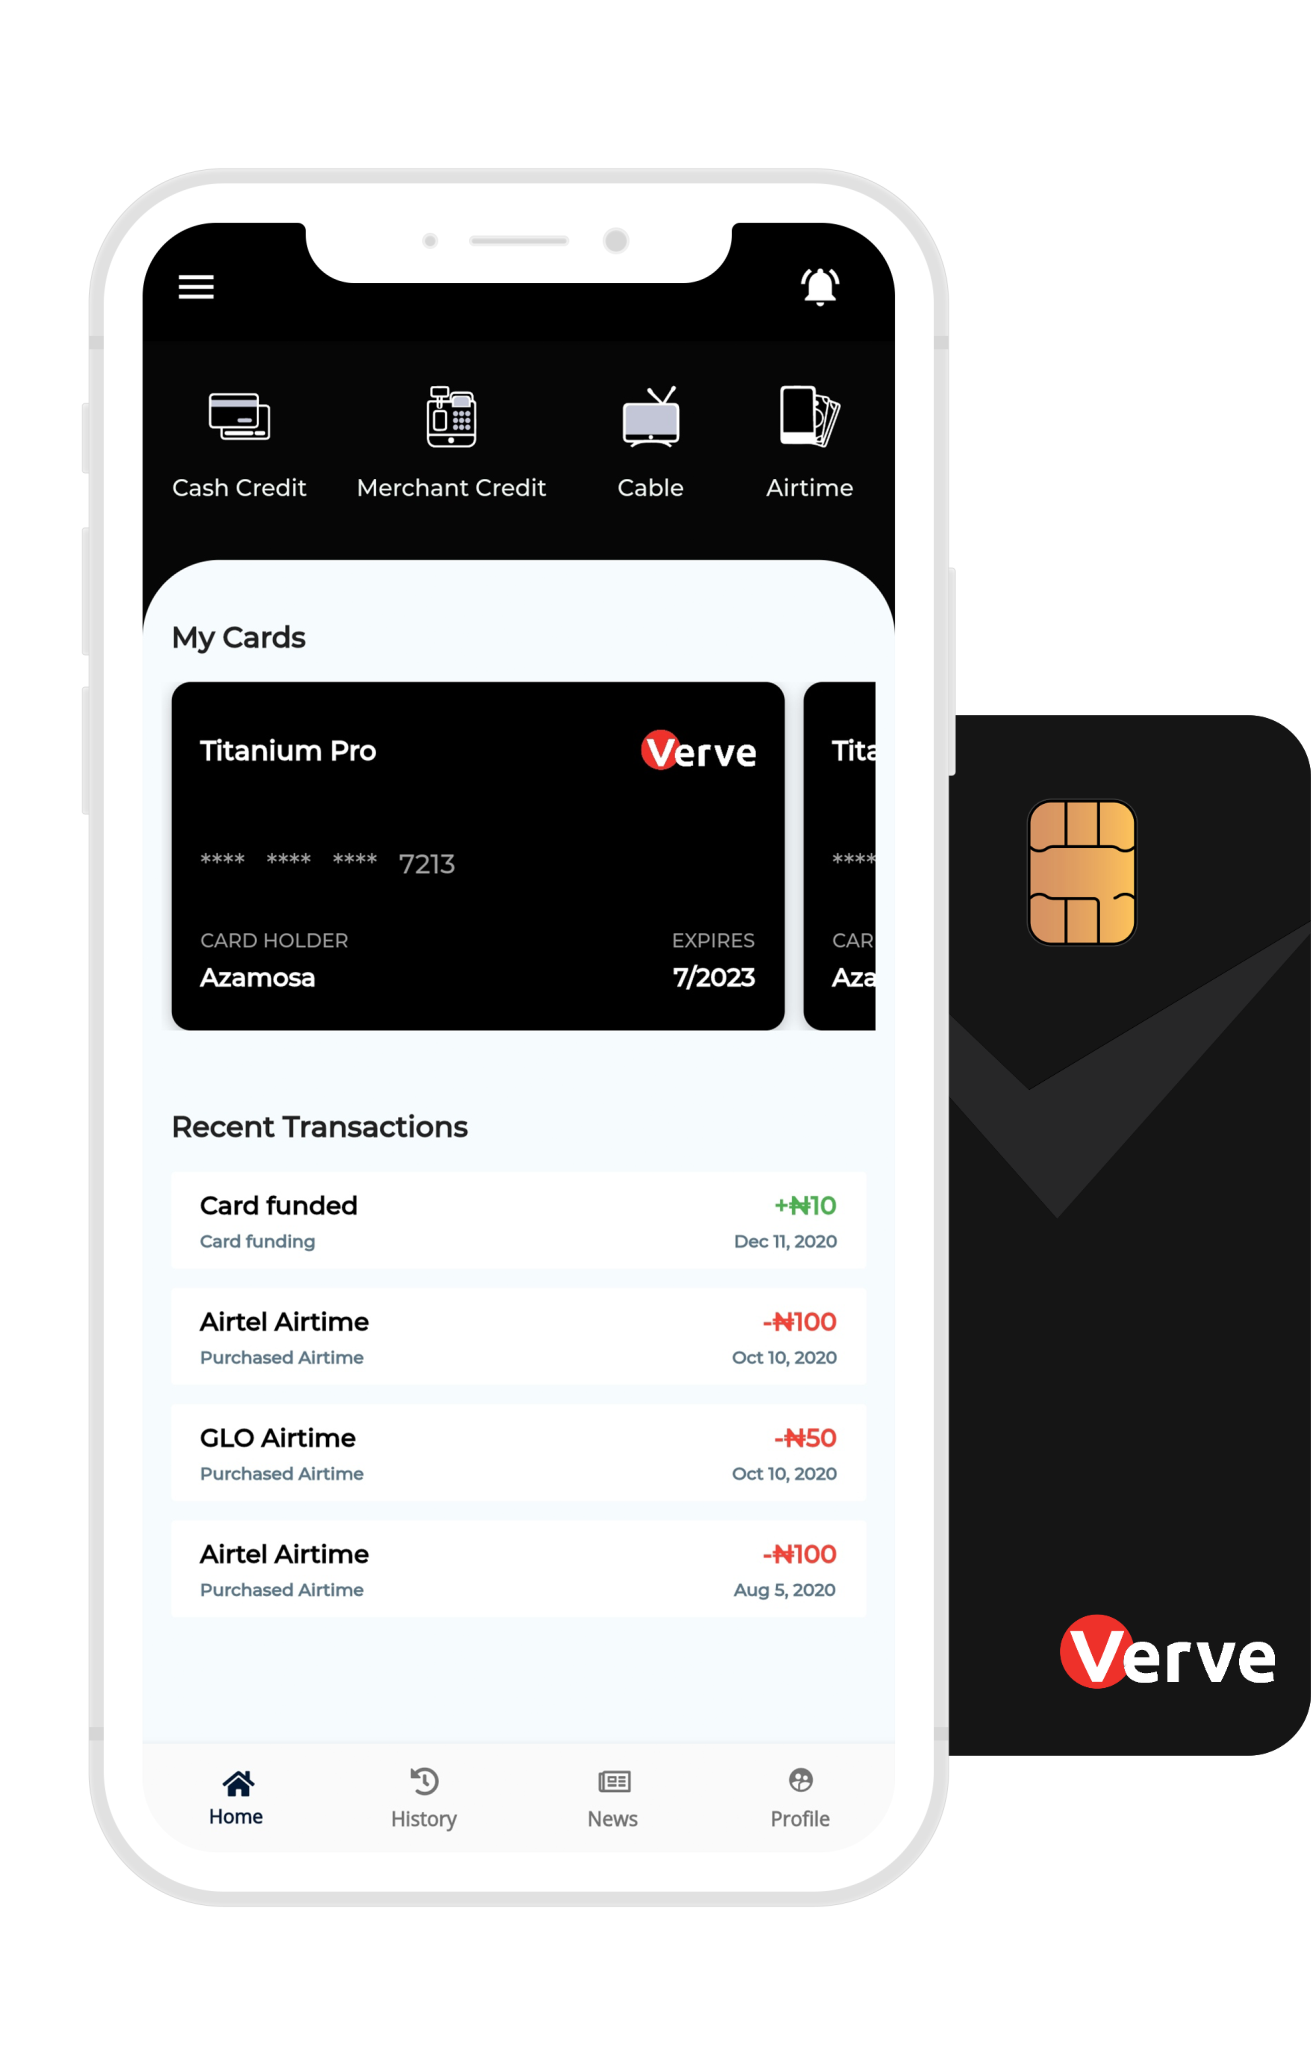 Cash Credit Merchant Credit Cable Airtime
My Cards
Titanium Pro Verve Tita
**** **** **** 7213 ****
CARD HOLDER EXPIRES CAR
Azamosa 7/2023 Aza
Recent Transactions
Card funded +₦10
Card funding Dec 11, 2020
Airtel Airtime -₦100
Purchased Airtime Oct 10, 2020
GLO Airtime -₦50
Purchased Airtime Oct 10, 2020
Airtel Airtime -₦100
Purchased Airtime Aug 5, 2020
Verve
Home History News Profile